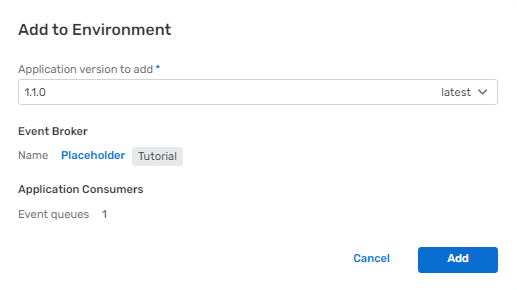 Add to Environment
Application version to add *
1.1.0 latest
Event Broker
Name Placeholder Tutorial
Application Consumers
Event queues 1
Cancel Add